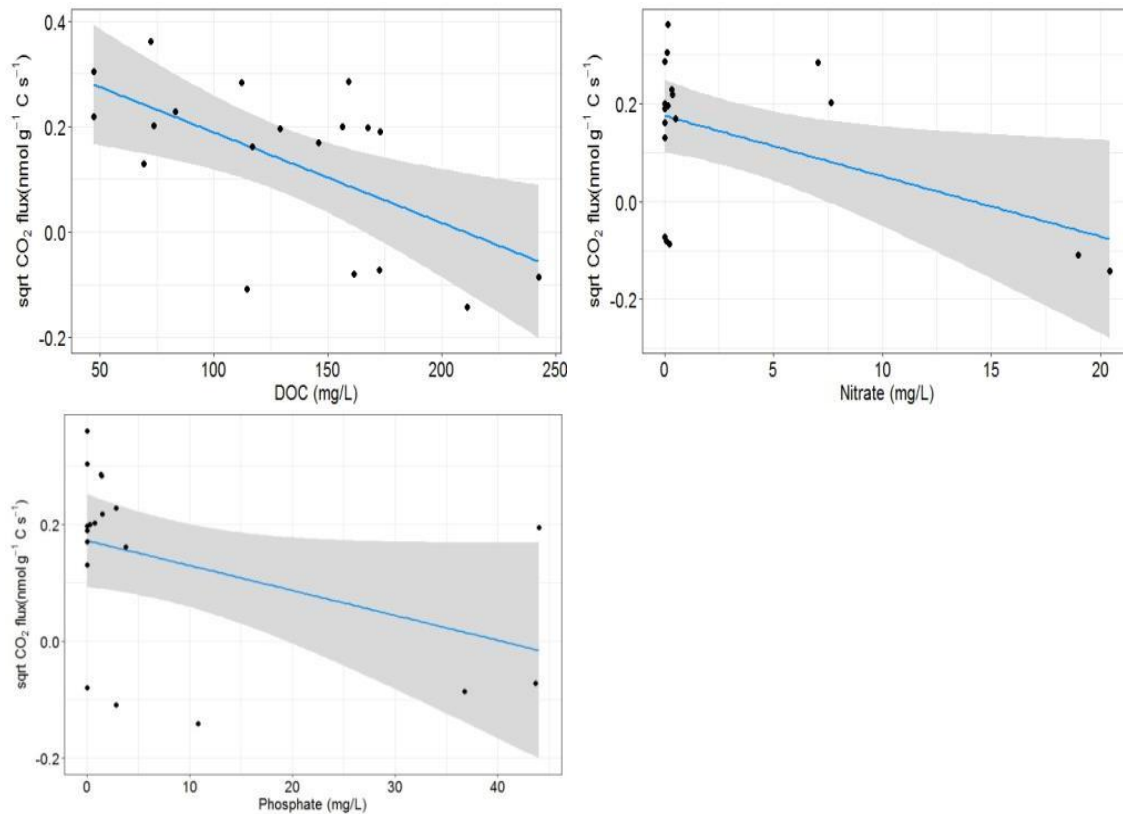 0.4
0.2
0.0
-0.2
sqrt CO₂ flux(nmol g⁻¹ C s⁻¹)
50 100 150 200 250
DOC (mg/L)
0.2
0.0
-0.2
sqrt CO₂ flux(nmol g⁻¹ C s⁻¹)
0 5 10 15 20
Nitrate (mg/L)
0.2
0.0
-0.2
sqrt CO₂ flux(nmol g⁻¹ C s⁻¹)
0 10 20 30 40
Phosphate (mg/L)